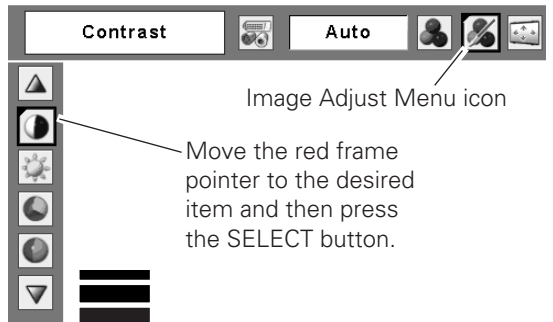 Contrast
Auto
Image Adjust Menu icon
Move the red frame
pointer to the desired
item and then press
the SELECT button.